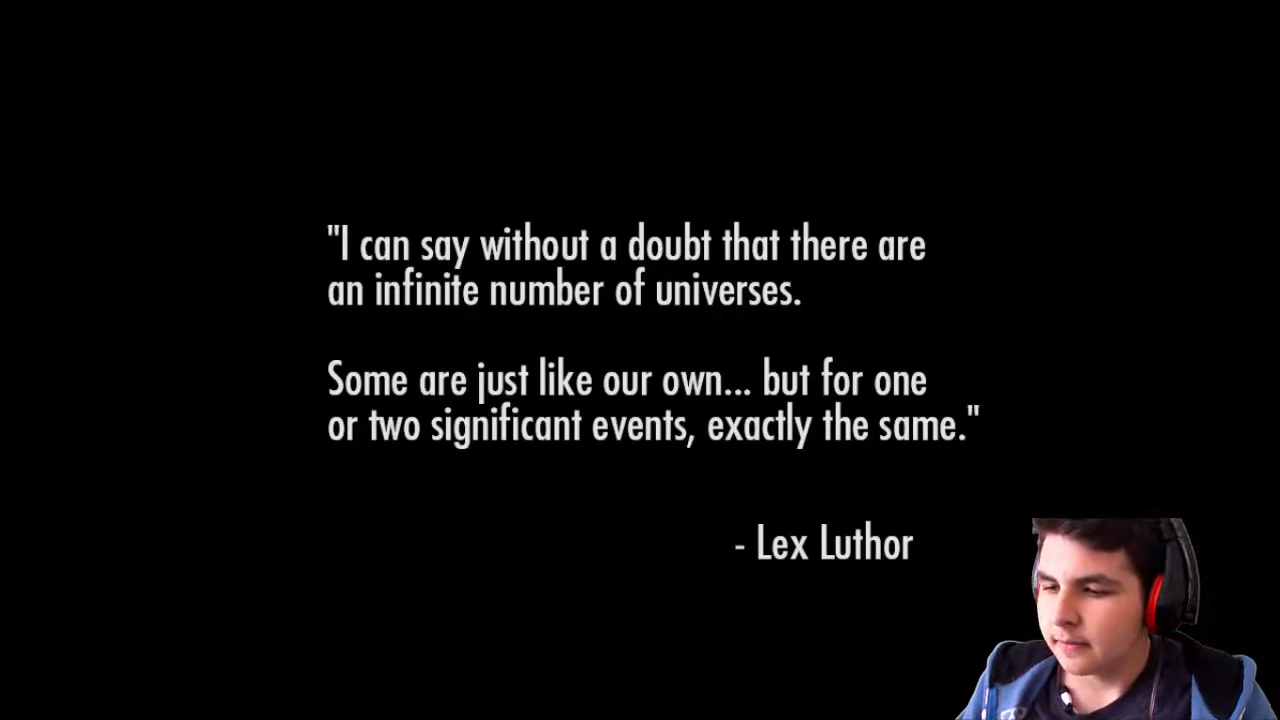 "I can say without a doubt that there are
an infinite number of universes.
Some are just like our own... but for one
or two significant events, exactly the same."
- Lex Luthor